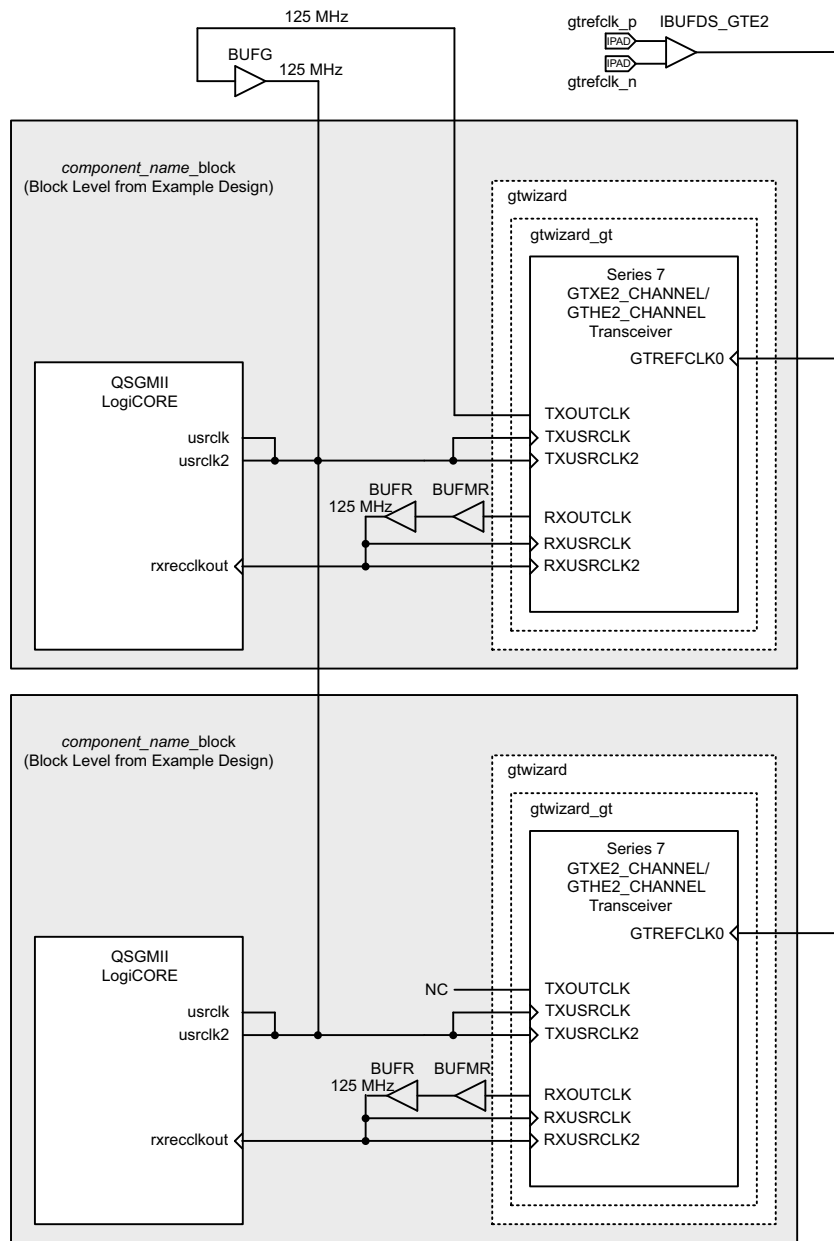 125 MHz
gtrefclk_p
IBUFDS_GTE2
BUFG
125 MHz
IPAD
IPAD
gtrefclk_n
component_name_block
(Block Level from Example Design)
gtwizard
gtwizard_gt
Series 7
GTXE2_CHANNEL/
GTHE2_CHANNEL
Transceiver
GTREFCLK0
QSGMII
LogiCORE
TXOUTCLK
usrclk
TXUSRCLK
usrclk2
TXUSRCLK2
BUFR
BUFMR
125 MHz
RXOUTCLK
RXUSRCLK
rxrecclkout
RXUSRCLK2
component_name_block
(Block Level from Example Design)
gtwizard
gtwizard_gt
Series 7
GTXE2_CHANNEL/
GTHE2_CHANNEL
Transceiver
GTREFCLK0
QSGMII
LogiCORE
NC
TXOUTCLK
usrclk
TXUSRCLK
usrclk2
TXUSRCLK2
BUFR
BUFMR
125 MHz
RXOUTCLK
RXUSRCLK
rxrecclkout
RXUSRCLK2